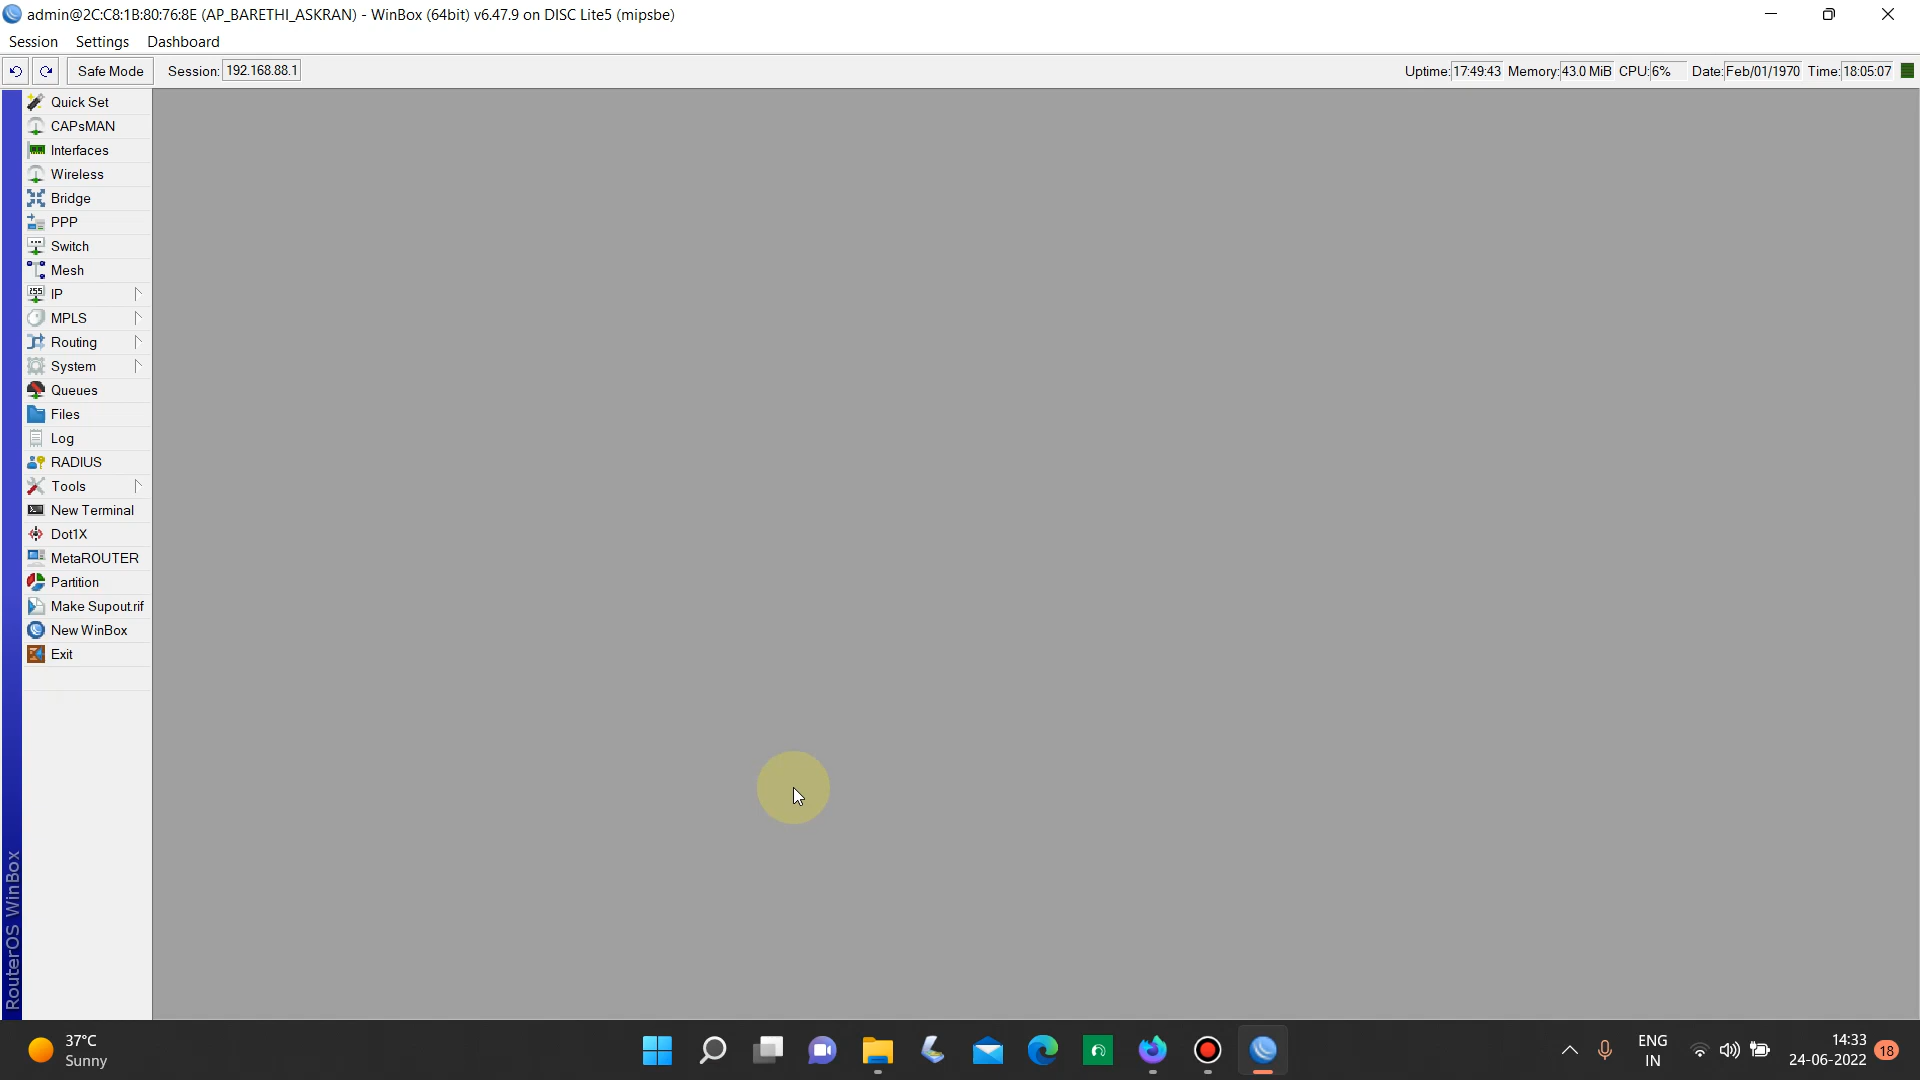 admin@2C:C8:1B:80:76:8E (AP_BARETHI_ASKRAN) - WinBox (64bit) v6.47.9 on DISC Lite5 (mipsbe)
Session Settings Dashboard
Safe Mode Session: 192.168.88.1 Uptime: 17:49:43 Memory: 43.0 MiB CPU: 6% Date: Feb/01/1970 Time: 18:05:07
Quick Set
CAPsMAN
Interfaces
Wireless
Bridge
PPP
Switch
Mesh
IP
MPLS
Routing
System
Queues
Files
Log
RADIUS
Tools
New Terminal
Dot1X
MetaROUTER
Partition
Make Supout.rif
New WinBox
Exit
RouterOS WinBox
37°C
Sunny
ENG
IN
14:33
24-06-2022
18